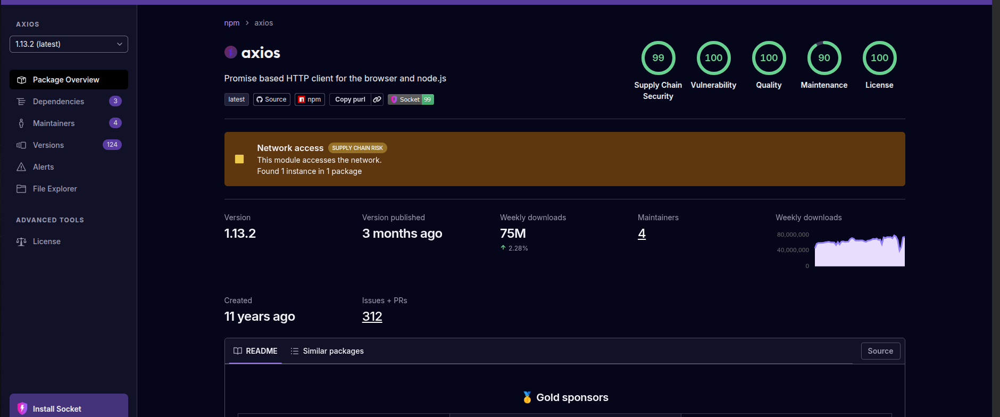 AXIOS
1.13.2 (latest)
Package Overview
Dependencies 3
Maintainers 4
Versions 124
Alerts
File Explorer
ADVANCED TOOLS
License
Install Socket
npm > axios
axios
Promise based HTTP client for the browser and node.js
latest Source npm Copy purl Socket 99
99 100 100 90 100
Supply Chain Security Vulnerability Quality Maintenance License
Network access SUPPLY CHAIN RISK
This module accesses the network.
Found 1 instance in 1 package
Version
1.13.2
Version published
3 months ago
Weekly downloads
75M
2.28%
Maintainers
4
Weekly downloads
80,000,000
40,000,000
0
Created
11 years ago
Issues + PRs
312
README Similar packages Source
Gold sponsors